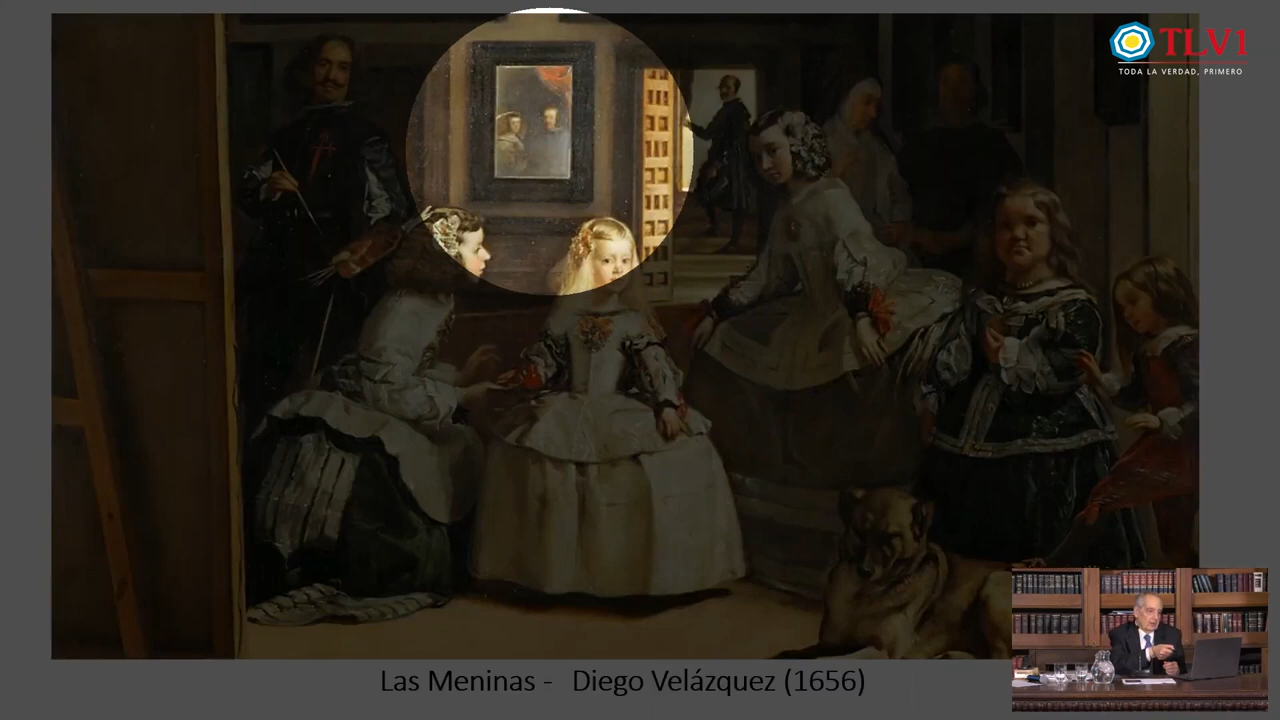 TLV1
TODA LA VERDAD, PRIMERO
Las Meninas - Diego Velázquez (1656)